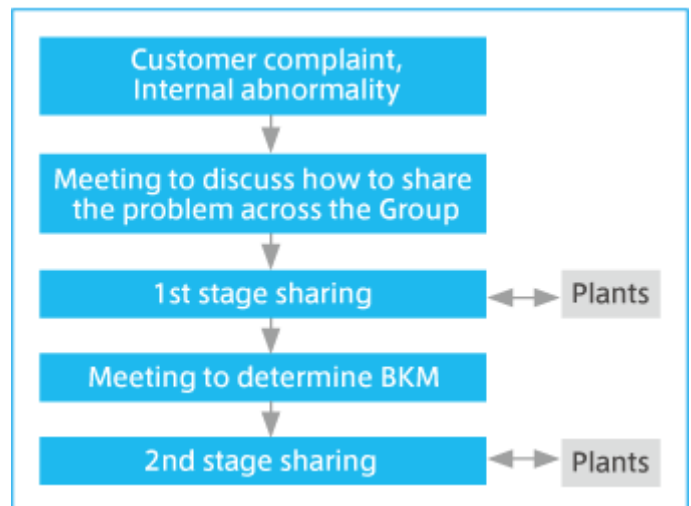 Customer complaint,
Internal abnormality
Meeting to discuss how to share
the problem across the Group
1st stage sharing
Plants
Meeting to determine BKM
2nd stage sharing
Plants